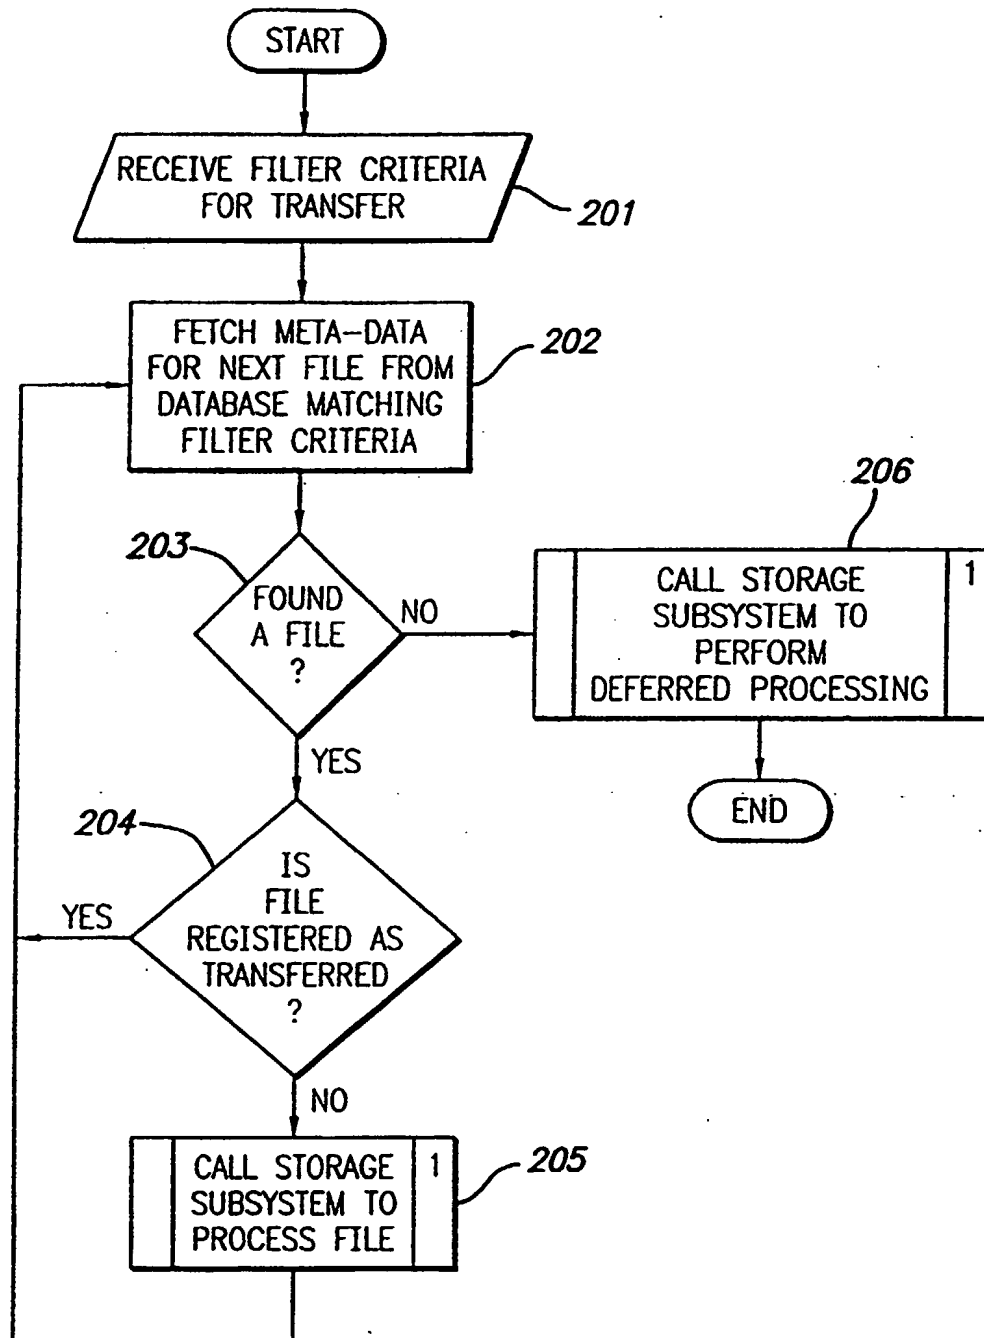 START
RECEIVE FILTER CRITERIA
FOR TRANSFER
201
FETCH META-DATA
FOR NEXT FILE FROM
DATABASE MATCHING
FILTER CRITERIA
202
203
FOUND
A FILE
?
NO
206
CALL STORAGE
SUBSYSTEM TO
PERFORM
DEFERRED PROCESSING
1
YES
END
204
IS
FILE
REGISTERED AS
TRANSFERRED
?
YES
NO
CALL STORAGE
SUBSYSTEM TO
PROCESS FILE
1
205